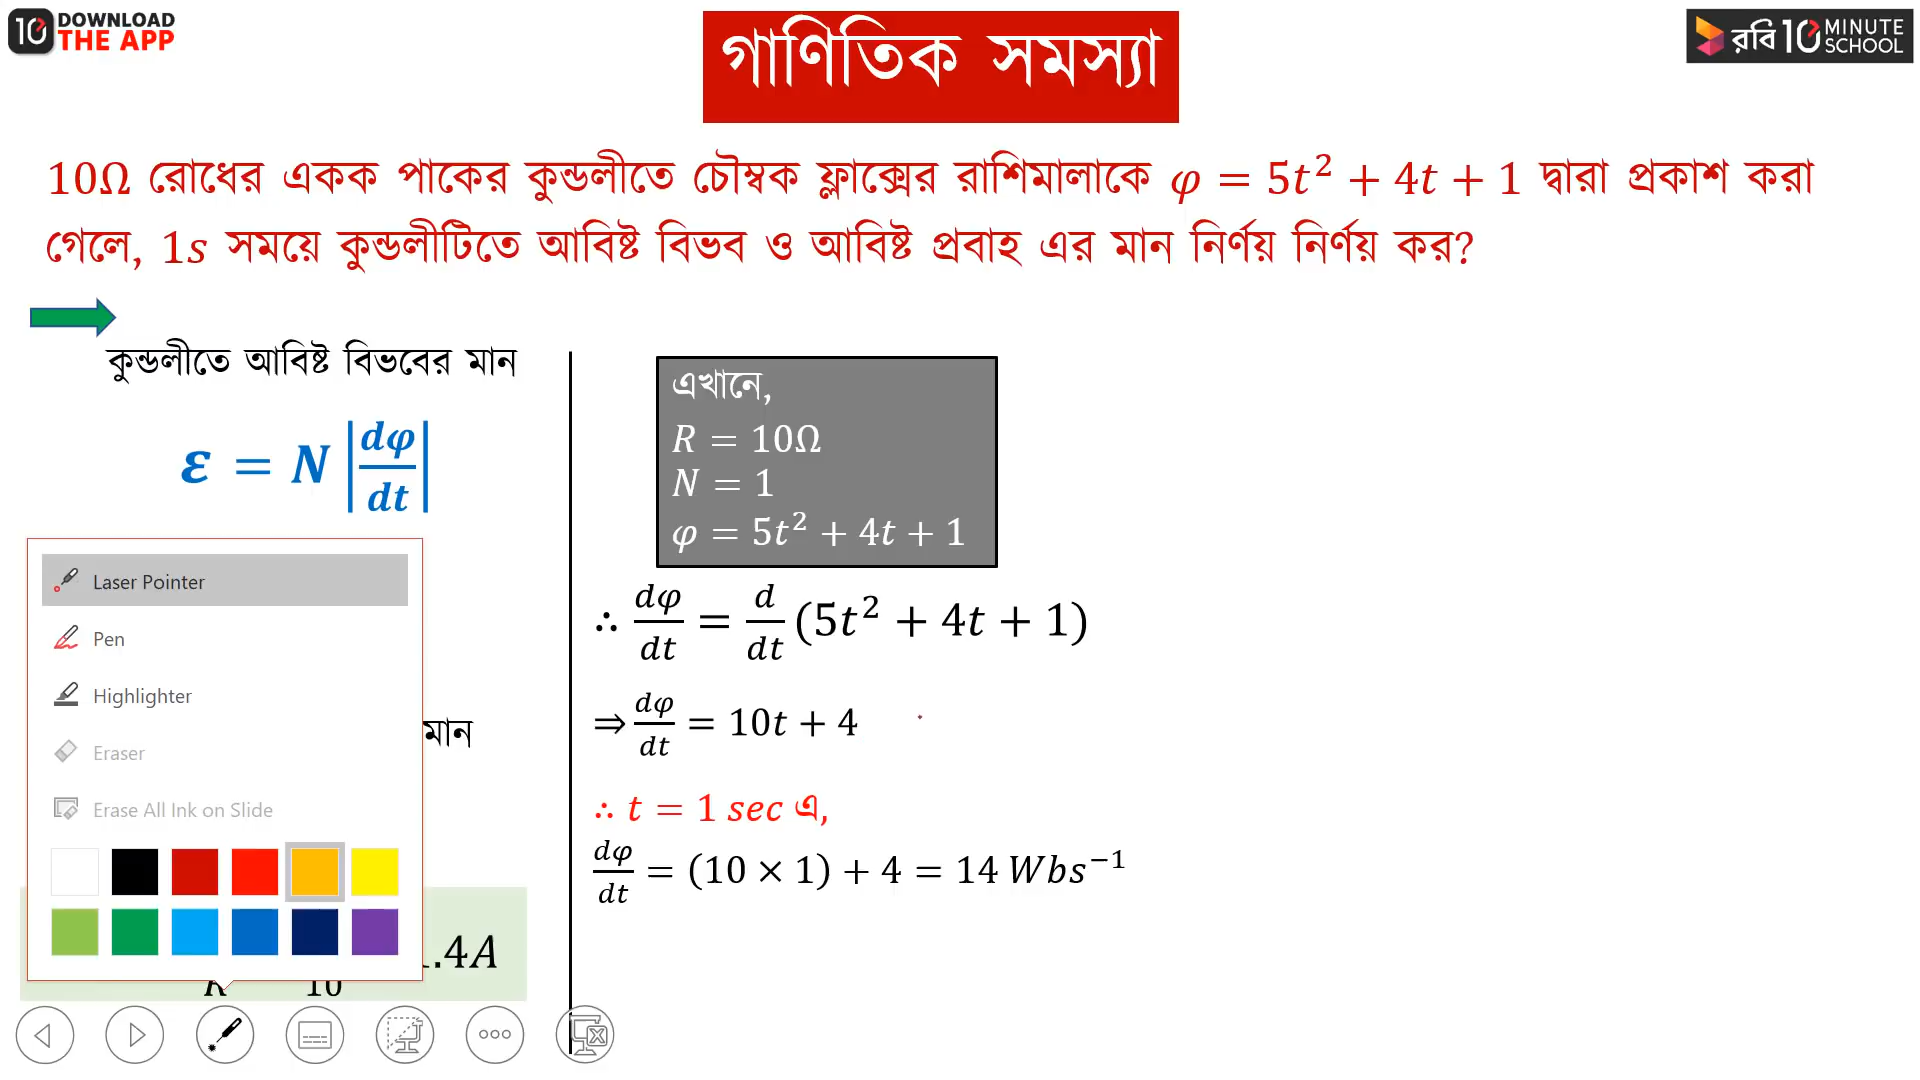 DOWNLOAD
THE APP
গাণিতিক সমস্যা
রবি 10 MINUTE SCHOOL
10Ω রোধের একক পাকের কুন্ডলীতে চৌম্বক ফ্লাক্সের রাশিমালাকে φ = 5t² + 4t + 1 দ্বারা প্রকাশ করা
গেলে, 1s সময়ে কুন্ডলীটিতে আবিষ্ট বিভব ও আবিষ্ট প্রবাহ এর মান নির্ণয় নির্ণয় কর?
কুন্ডলীতে আবিষ্ট বিভবের মান
ε = N |dφ/dt|
Laser Pointer
Pen
Highlighter
Eraser
Erase All Ink on Slide
মান
.4A
R 10
এখানে,
R = 10Ω
N = 1
φ = 5t² + 4t + 1
∴ dφ/dt = d/dt (5t² + 4t + 1)
⇒ dφ/dt = 10t + 4
∴ t = 1 sec এ,
dφ/dt = (10 × 1) + 4 = 14 Wbs⁻¹